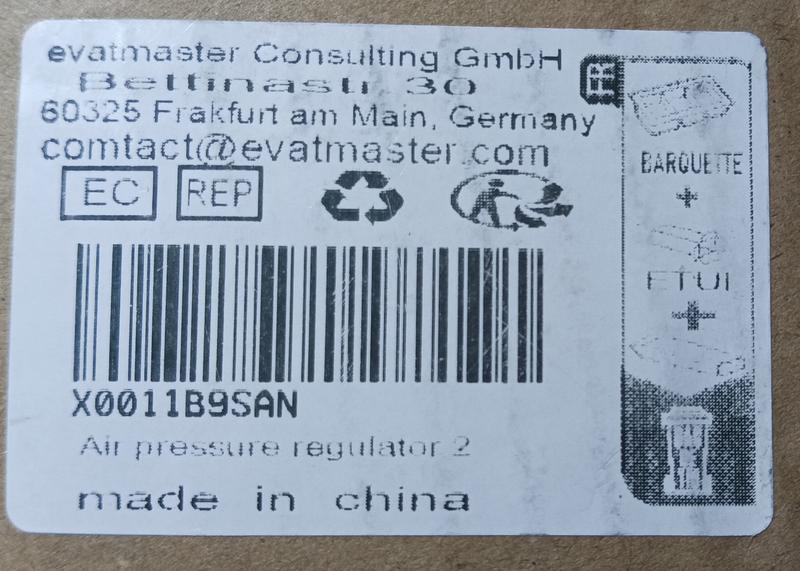 evatmaster Consulting GmbH
Bettinastr. 30
60325 Frakfurt am Main, Germany
comtact@evatmaster.com
EC REP
X0011B9SAN
Air pressure regulator 2
made in china
FR
BARQUETTE
+
ETUI
+